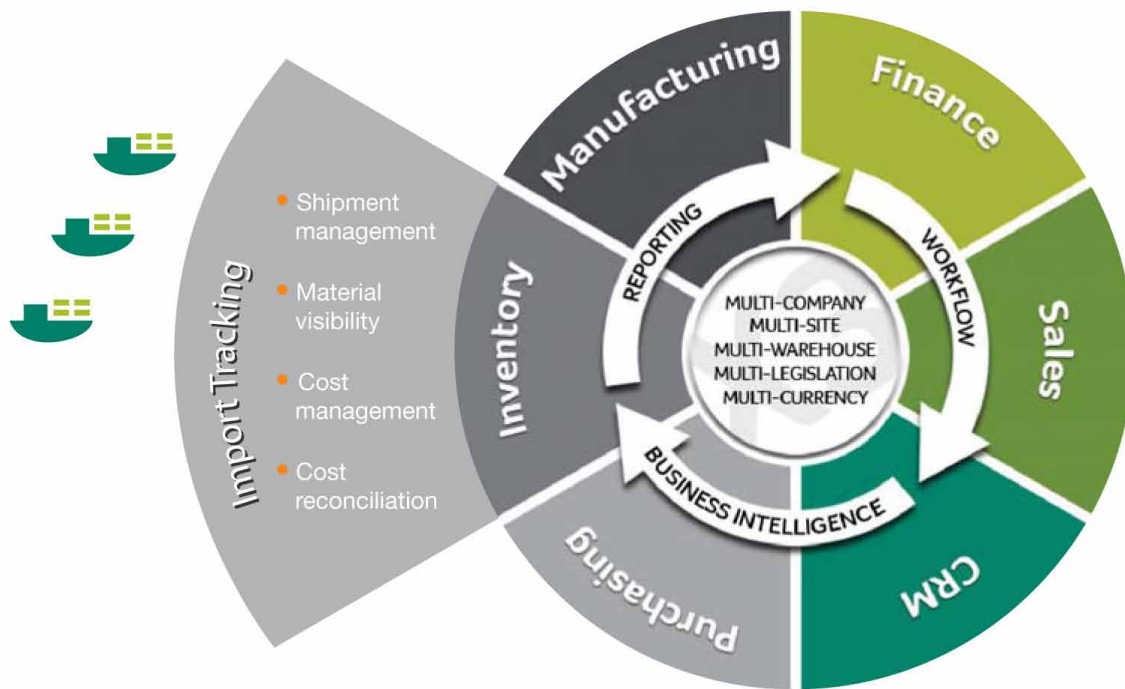 Import Tracking
Shipment
management
Material
visibility
Cost
management
Cost
reconciliation
Manufacturing
Finance
Sales
CRM
Purchasing
Inventory
REPORTING
WORKFLOW
BUSINESS INTELLIGENCE
MULTI-COMPANY
MULTI-SITE
MULTI-WAREHOUSE
MULTI-LEGISLATION
MULTI-CURRENCY